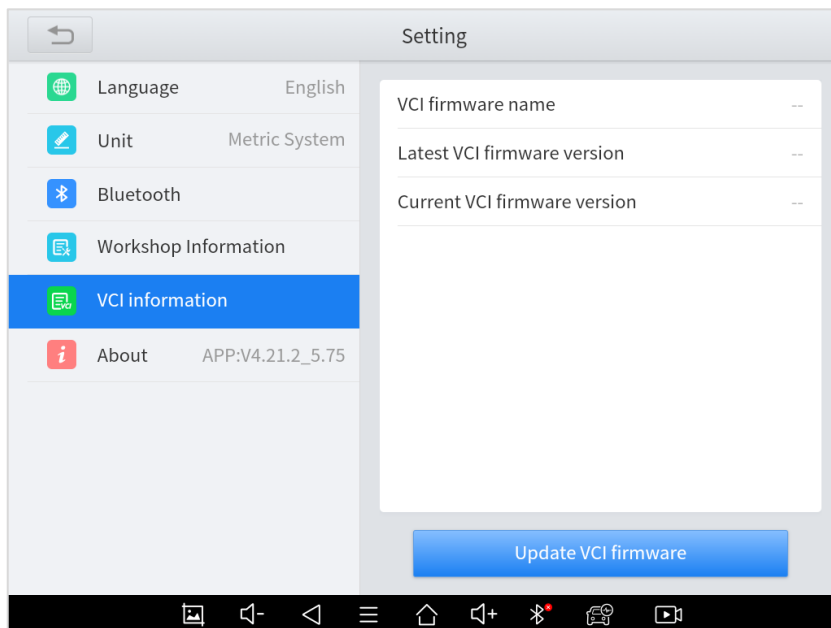 Setting
Language English
Unit Metric System
Bluetooth
Workshop Information
VCI information
About APP:V4.21.2_5.75
VCI firmware name --
Latest VCI firmware version --
Current VCI firmware version --
Update VCI firmware